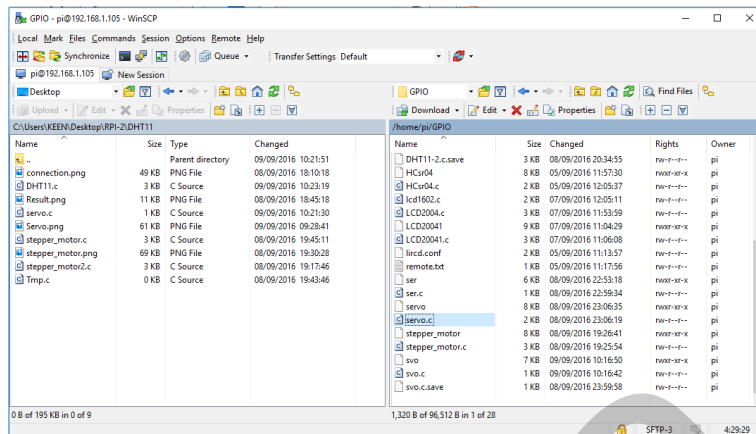 GPIO - pi@192.168.1.105 - WinSCP
Local Mark Files Commands Session Options Remote Help
Synchronize Queue Transfer Settings Default
pi@192.168.1.105 New Session
Desktop GPIO Find Files
Upload Edit Properties Download Edit Properties
C:\Users\KEEN\Desktop\RPI-2\DHT11 /home/pi/GPIO
Name Size Type Changed Name Size Changed Rights Owner
.. Parent directory 09/09/2016 10:21:51 DHT11-2.c.save 3 KB 08/09/2016 20:34:55 rw-r--r-- pi
connection.png 49 KB PNG File 08/09/2016 18:10:18 HCsr04 8 KB 05/09/2016 11:57:30 rwxr-xr-x pi
DHT11.c 3 KB C Source 09/09/2016 10:23:19 HCsr04.c 2 KB 05/09/2016 12:05:37 rw-r--r-- pi
Result.png 11 KB PNG File 08/09/2016 18:45:18 lcd1602.c 2 KB 07/09/2016 12:05:11 rw-r--r-- pi
servo.c 1 KB C Source 09/09/2016 10:21:30 LCD2004.c 3 KB 07/09/2016 11:53:59 rw-r--r-- pi
Servo.png 61 KB PNG File 09/09/2016 09:28:41 LCD20041 9 KB 07/09/2016 11:04:29 rwxr-xr-x pi
stepper_motor.c 3 KB C Source 08/09/2016 19:45:11 LCD20041.c 3 KB 07/09/2016 11:06:08 rw-r--r-- pi
stepper_motor.png 69 KB PNG File 08/09/2016 19:30:28 lircd.conf 2 KB 05/09/2016 11:13:57 rw-r--r-- pi
stepper_motor2.c 3 KB C Source 08/09/2016 19:17:46 remote.txt 1 KB 05/09/2016 11:17:56 rw-r--r-- pi
Tmp.c 0 KB C Source 08/09/2016 19:43:46 ser 6 KB 08/09/2016 22:53:18 rwxr-xr-x pi
ser.c 1 KB 08/09/2016 22:59:34 rw-r--r-- pi
servo 8 KB 08/09/2016 23:06:35 rwxr-xr-x pi
servo.c 2 KB 08/09/2016 23:06:19 rw-r--r-- pi
stepper_motor 8 KB 08/09/2016 19:26:41 rwxr-xr-x pi
stepper_motor.c 3 KB 08/09/2016 19:25:54 rw-r--r-- pi
svo 7 KB 09/09/2016 10:16:50 rwxr-xr-x pi
svo.c 1 KB 09/09/2016 10:16:42 rw-r--r-- pi
svo.c.save 1 KB 08/09/2016 23:59:58 rw-r--r-- pi
0 B of 195 KB in 0 of 9 1,320 B of 96,512 B in 1 of 28
SFTP-3 4:29:29